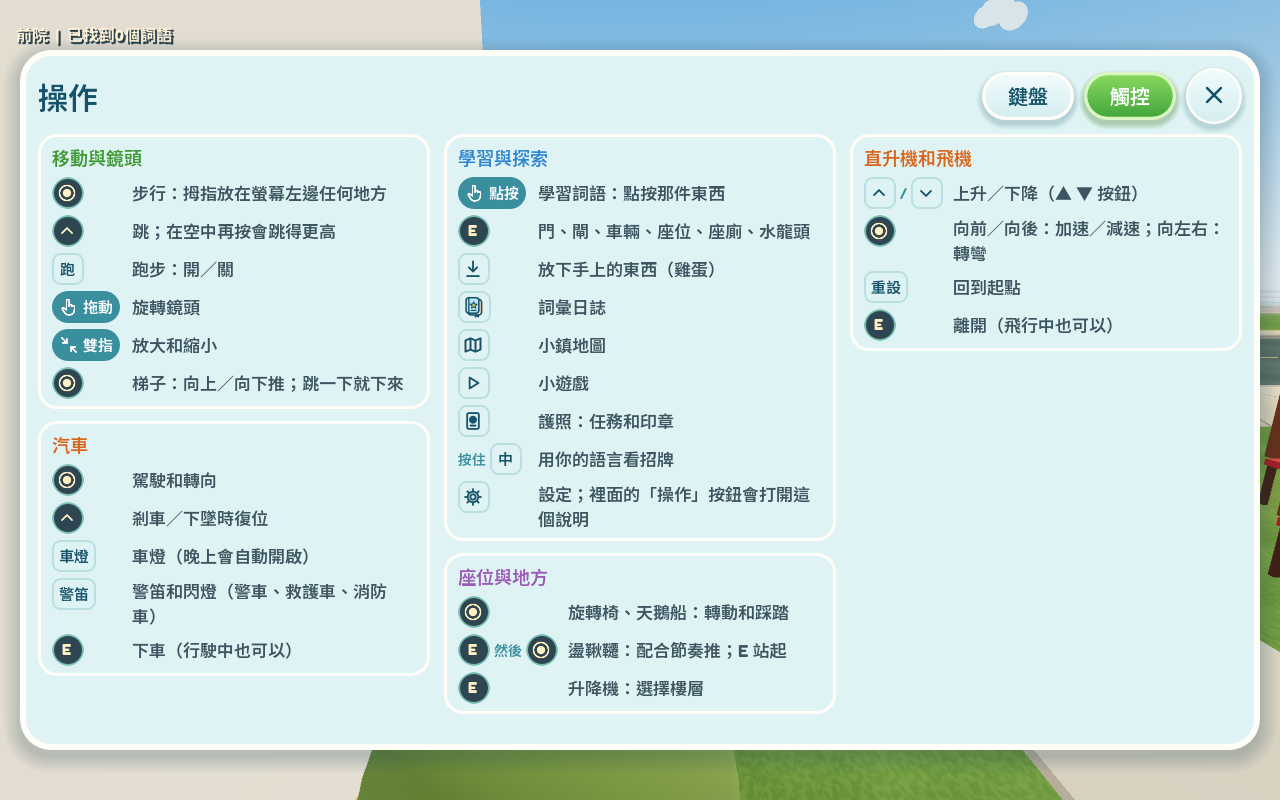 前院 | 已找到0個詞語
操作
鍵盤
觸控
移動與鏡頭
步行：拇指放在螢幕左邊任何地方
跳；在空中再按會跳得更高
跑 跑步：開／關
拖動 旋轉鏡頭
雙指 放大和縮小
梯子：向上／向下推；跳一下就下來
汽車
駕駛和轉向
剎車／下墜時復位
車燈 車燈（晚上會自動開啟）
警笛 警笛和閃燈（警車、救護車、消防
車）
E 下車（行駛中也可以）
學習與探索
點按 學習詞語：點按那件東西
E 門、閘、車輛、座位、座廁、水龍頭
放下手上的東西（雞蛋）
詞彙日誌
小鎮地圖
小遊戲
護照：任務和印章
按住 中 用你的語言看招牌
設定；裡面的「操作」按鈕會打開這
個說明
座位與地方
旋轉椅、天鵝船：轉動和踩踏
E 然後 盪鞦韆：配合節奏推；E 站起
E 升降機：選擇樓層
直升機和飛機
/ 上升／下降（▲ ▼ 按鈕）
向前／向後：加速／減速；向左右：
轉彎
重設 回到起點
E 離開（飛行中也可以）